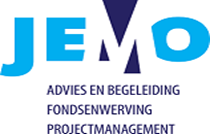 JEMO
ADVIES EN BEGELEIDING
FONDSENWERVING
PROJECTMANAGEMENT